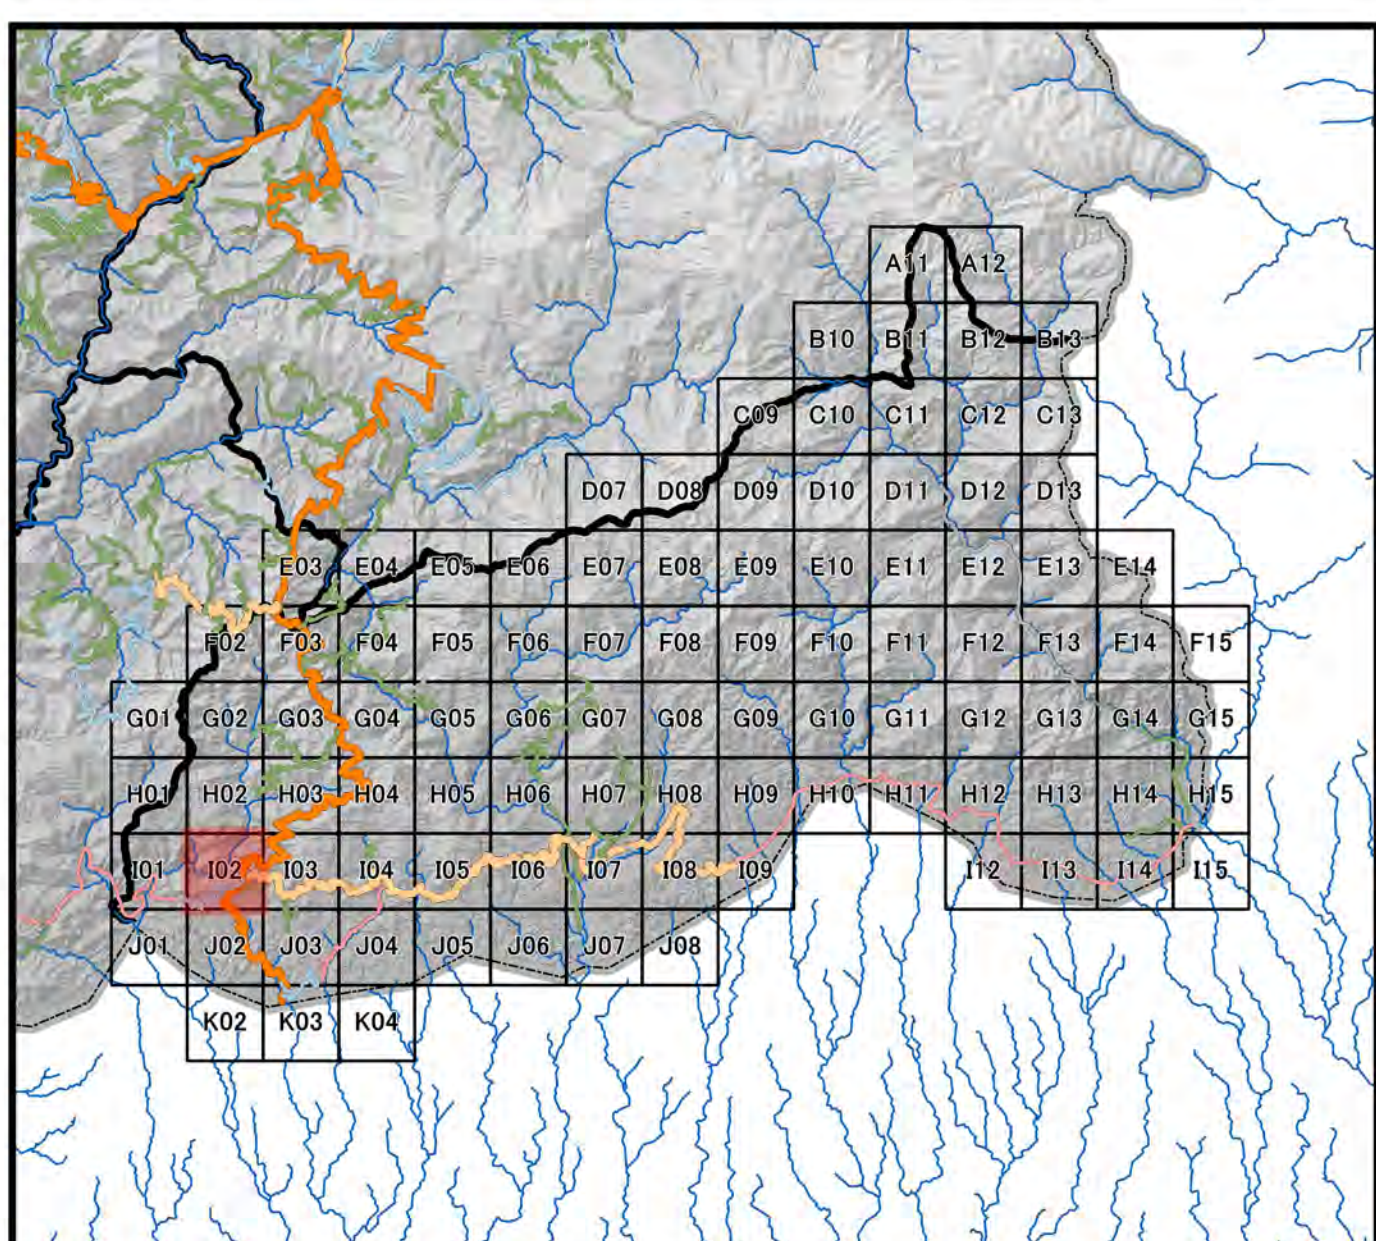 A11 A12
B10 B11 B12 B13
C09 C10 C11 C12 C13
D07 D08 D09 D10 D11 D12 D13
E03 E04 E05 E06 E07 E08 E09 E10 E11 E12 E13 E14
F02 F03 F04 F05 F06 F07 F08 F09 F10 F11 F12 F13 F14 F15
G01 G02 G03 G04 G05 G06 G07 G08 G09 G10 G11 G12 G13 G14 G15
H01 H02 H03 H04 H05 H06 H07 H08 H09 H10 H11 H12 H13 H14 H15
I01 I02 I03 I04 I05 I06 I07 I08 I09 I12 I13 I14 I15
J01 J02 J03 J04 J05 J06 J07 J08
K02 K03 K04